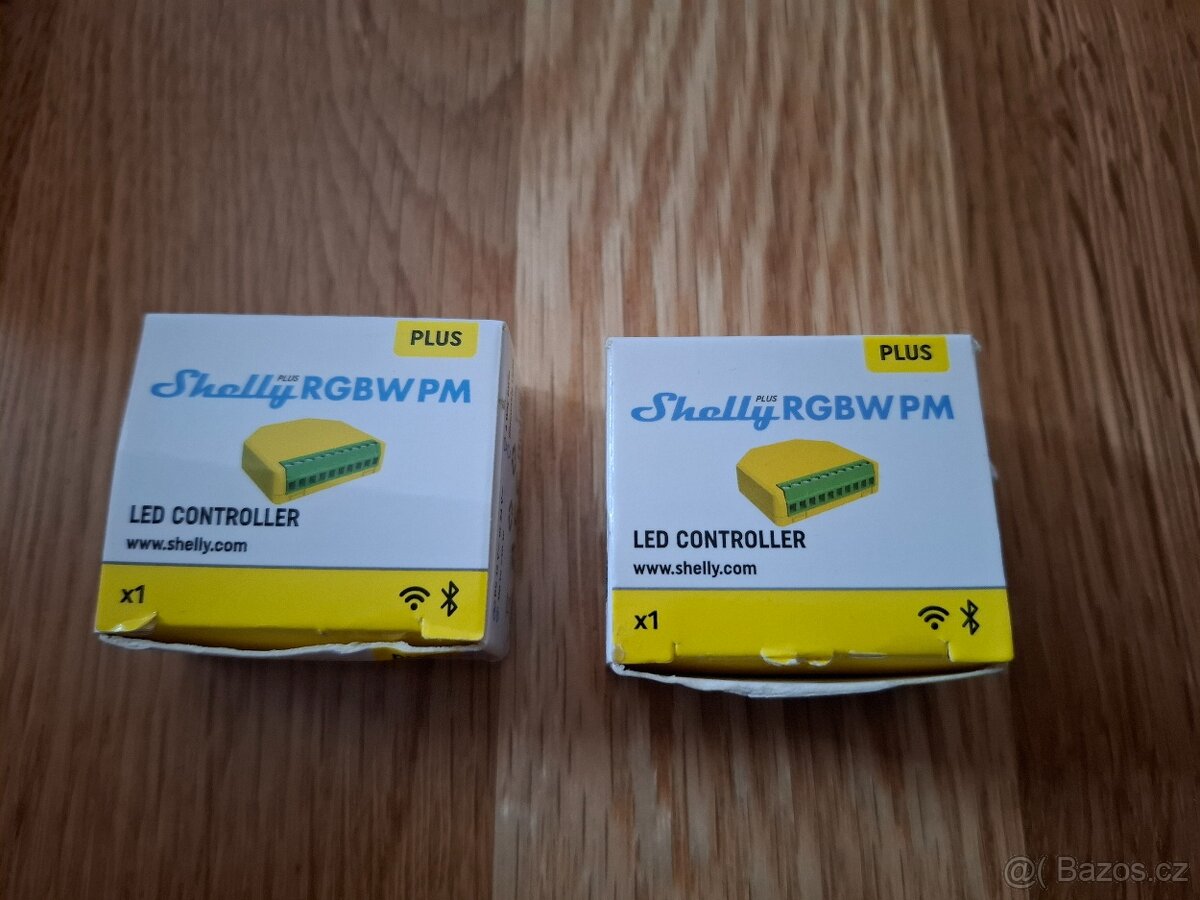 PLUS
Shelly PLUS RGBW PM
LED CONTROLLER
www.shelly.com
x1
PLUS
Shelly PLUS RGBW PM
LED CONTROLLER
www.shelly.com
x1
@( Bazos.cz